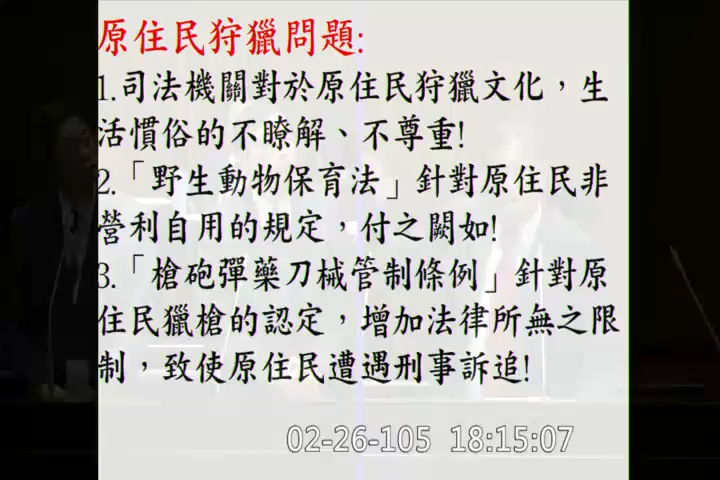 原住民狩獵問題:
1.司法機關對於原住民狩獵文化，生
活慣俗的不瞭解、不尊重!
2.「野生動物保育法」針對原住民非
營利自用的規定，付之闕如!
3.「槍砲彈藥刀械管制條例」針對原
住民獵槍的認定，增加法律所無之限
制，致使原住民遭遇刑事訴追!
02-26-105 18:15:07